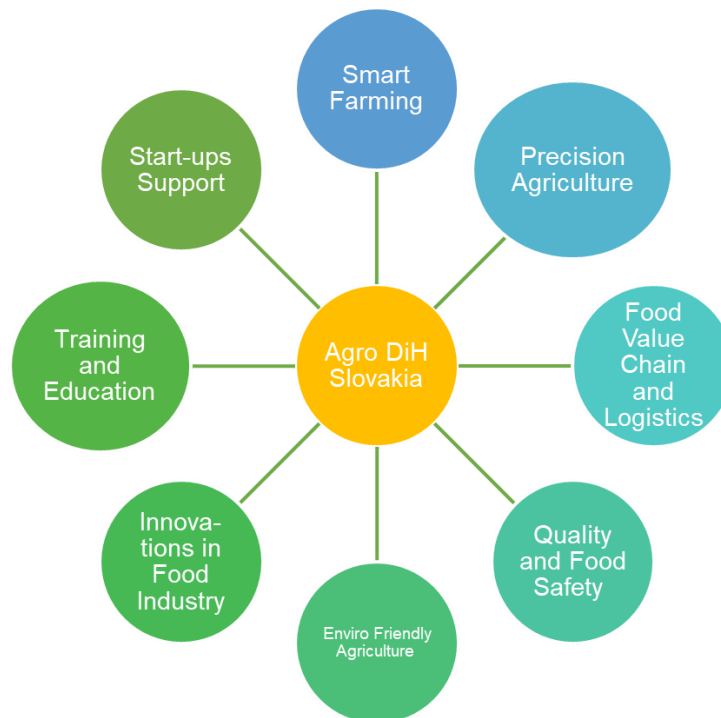 Smart
Farming
Precision
Agriculture
Food
Value
Chain
and
Logistics
Quality
and Food
Safety
Enviro Friendly
Agriculture
Innova-
tions in
Food
Industry
Training
and
Education
Start-ups
Support
Agro DiH
Slovakia